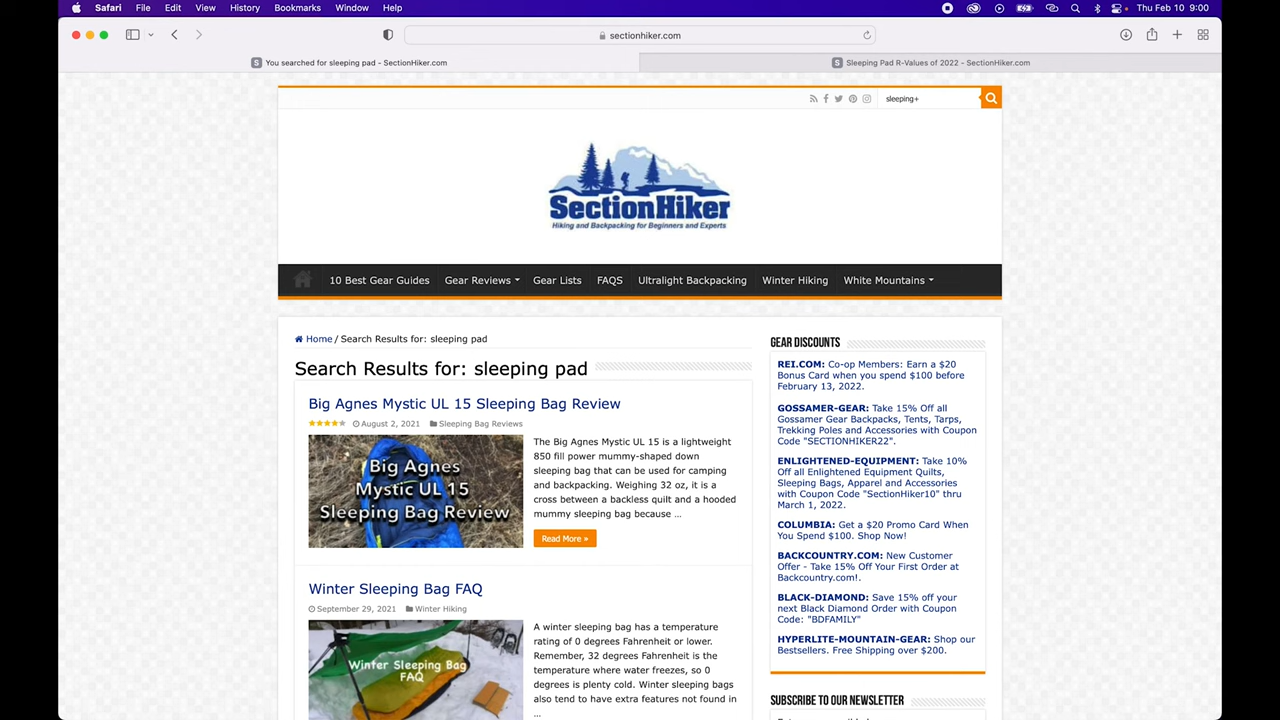 Safari File Edit View History Bookmarks Window Help
Thu Feb 10 9:00
sectionhiker.com
S You searched for sleeping pad - SectionHiker.com
S Sleeping Pad R-Values of 2022 - SectionHiker.com
sleeping+
SectionHiker
Hiking and Backpacking for Beginners and Experts
10 Best Gear Guides Gear Reviews Gear Lists FAQS Ultralight Backpacking Winter Hiking White Mountains
Home / Search Results for: sleeping pad
Search Results for: sleeping pad
Big Agnes Mystic UL 15 Sleeping Bag Review
August 2, 2021 Sleeping Bag Reviews
Big Agnes
Mystic UL 15
Sleeping Bag Review
The Big Agnes Mystic UL 15 is a lightweight
850 fill power mummy-shaped down
sleeping bag that can be used for camping
and backpacking. Weighing 32 oz, it is a
cross between a backless quilt and a hooded
mummy sleeping bag because ...
Read More »
Winter Sleeping Bag FAQ
September 29, 2021 Winter Hiking
Winter Sleeping Bag
FAQ
A winter sleeping bag has a temperature
rating of 0 degrees Fahrenheit or lower.
Remember, 32 degrees Fahrenheit is the
temperature where water freezes, so 0
degrees is plenty cold. Winter sleeping bags
also tend to have extra features not found in
...
GEAR DISCOUNTS
REI.COM: Co-op Members: Earn a $20
Bonus Card when you spend $100 before
February 13, 2022.
GOSSAMER-GEAR: Take 15% Off all
Gossamer Gear Backpacks, Tents, Tarps,
Trekking Poles and Accessories with Coupon
Code "SECTIONHIKER22".
ENLIGHTENED-EQUIPMENT: Take 10%
Off all Enlightened Equipment Quilts,
Sleeping Bags, Apparel and Accessories
with Coupon Code "SectionHiker10" thru
March 1, 2022.
COLUMBIA: Get a $20 Promo Card When
You Spend $100. Shop Now!
BACKCOUNTRY.COM: New Customer
Offer - Take 15% Off Your First Order at
Backcountry.com!.
BLACK-DIAMOND: Save 15% off your
next Black Diamond Order with Coupon
Code: "BDFAMILY"
HYPERLITE-MOUNTAIN-GEAR: Shop our
Bestsellers. Free Shipping over $200.
SUBSCRIBE TO OUR NEWSLETTER